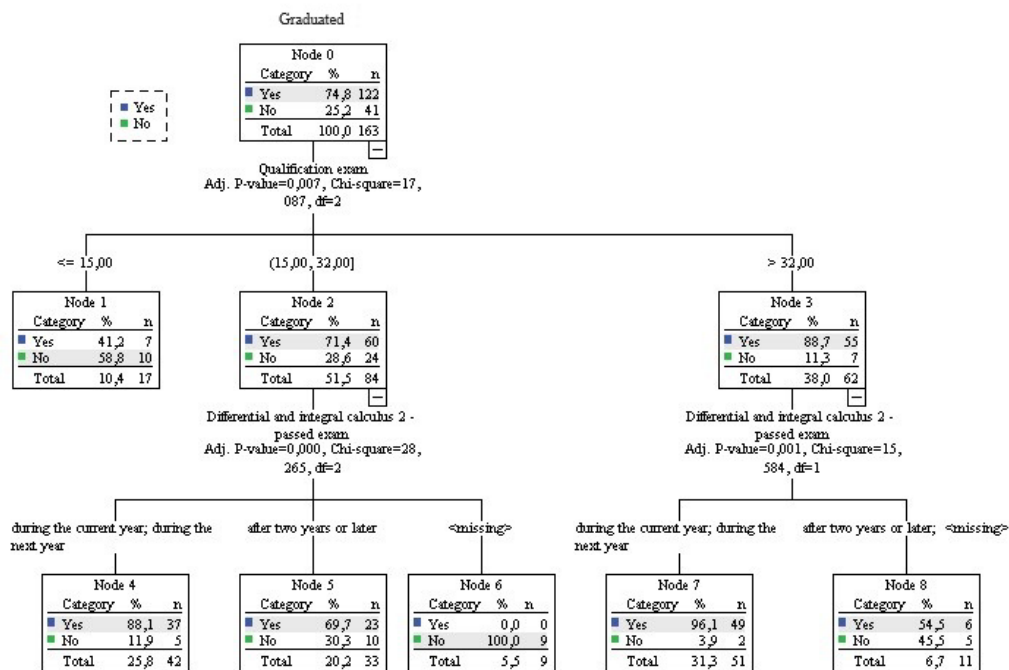 Graduated
Node 0
Category % n
Yes 74,8 122
No 25,2 41
Total 100,0 163
Yes
No
Qualification exam
Adj. P-value=0,007, Chi-square=17,
087, df=2
<= 15,00
(15,00, 32,00]
> 32,00
Node 1
Category % n
Yes 41,2 7
No 58,8 10
Total 10,4 17
Node 2
Category % n
Yes 71,4 60
No 28,6 24
Total 51,5 84
Node 3
Category % n
Yes 88,7 55
No 11,3 7
Total 38,0 62
Differential and integral calculus 2 -
passed exam
Adj. P-value=0,000, Chi-square=28,
265, df=2
Differential and integral calculus 2 -
passed exam
Adj. P-value=0,001, Chi-square=15,
584, df=1
during the current year; during the
next year
after two years or later
<missing>
during the current year; during the
next year
after two years or later; <missing>
Node 4
Category % n
Yes 88,1 37
No 11,9 5
Total 25,8 42
Node 5
Category % n
Yes 69,7 23
No 30,3 10
Total 20,2 33
Node 6
Category % n
Yes 0,0 0
No 100,0 9
Total 5,5 9
Node 7
Category % n
Yes 96,1 49
No 3,9 2
Total 31,3 51
Node 8
Category % n
Yes 54,5 6
No 45,5 5
Total 6,7 11